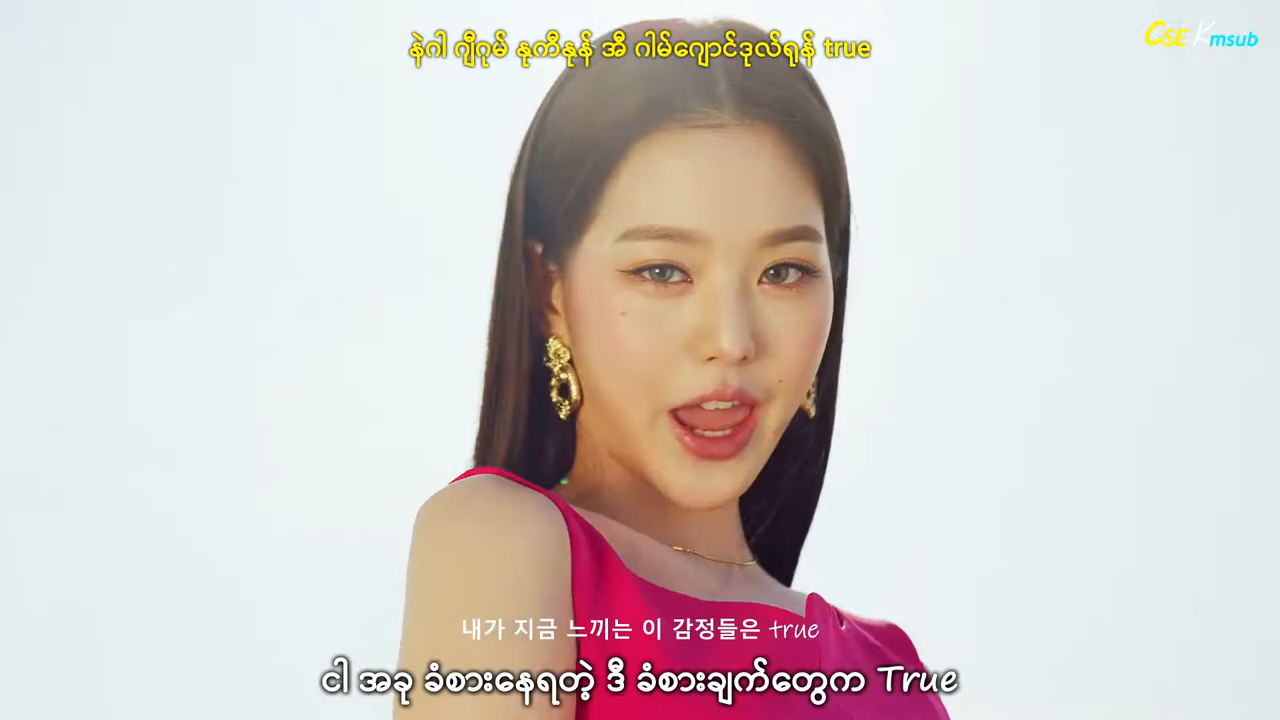 နဲဂါ ဂျီဂုမ် နုကီနုန် အီ ဂါမ်ဂျောင်ဒုလ်ရုန် true
CSE Kmsub
내가 지금 느끼는 이 감정들은 true
ငါ အခု ခံစားနေရတဲ့ ဒီ ခံစားချက်တွေက True